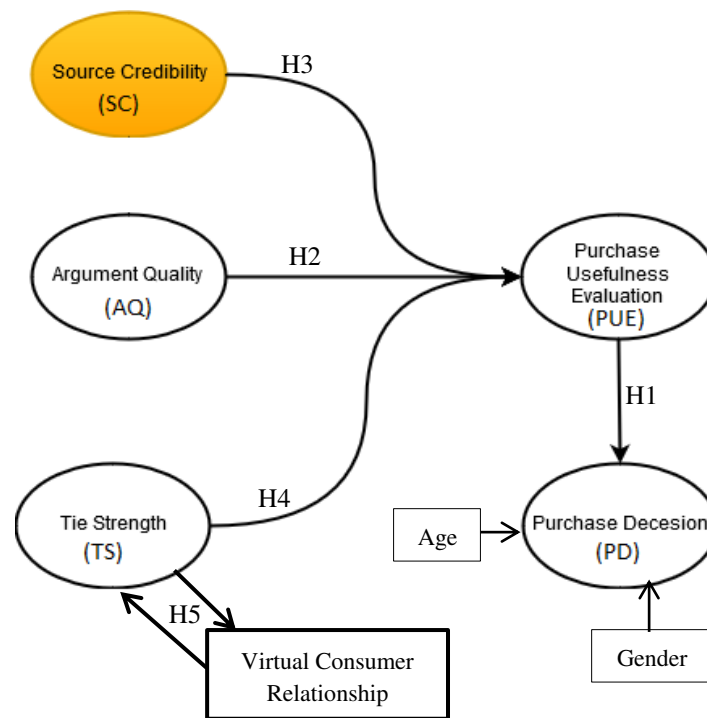 Source Credibility
(SC)
H3
Argument Quality
(AQ)
H2
Purchase
Usefulness
Evaluation
(PUE)
H1
Tie Strength
(TS)
H4
Age
Purchase Decesion
(PD)
H5
Virtual Consumer
Relationship
Gender